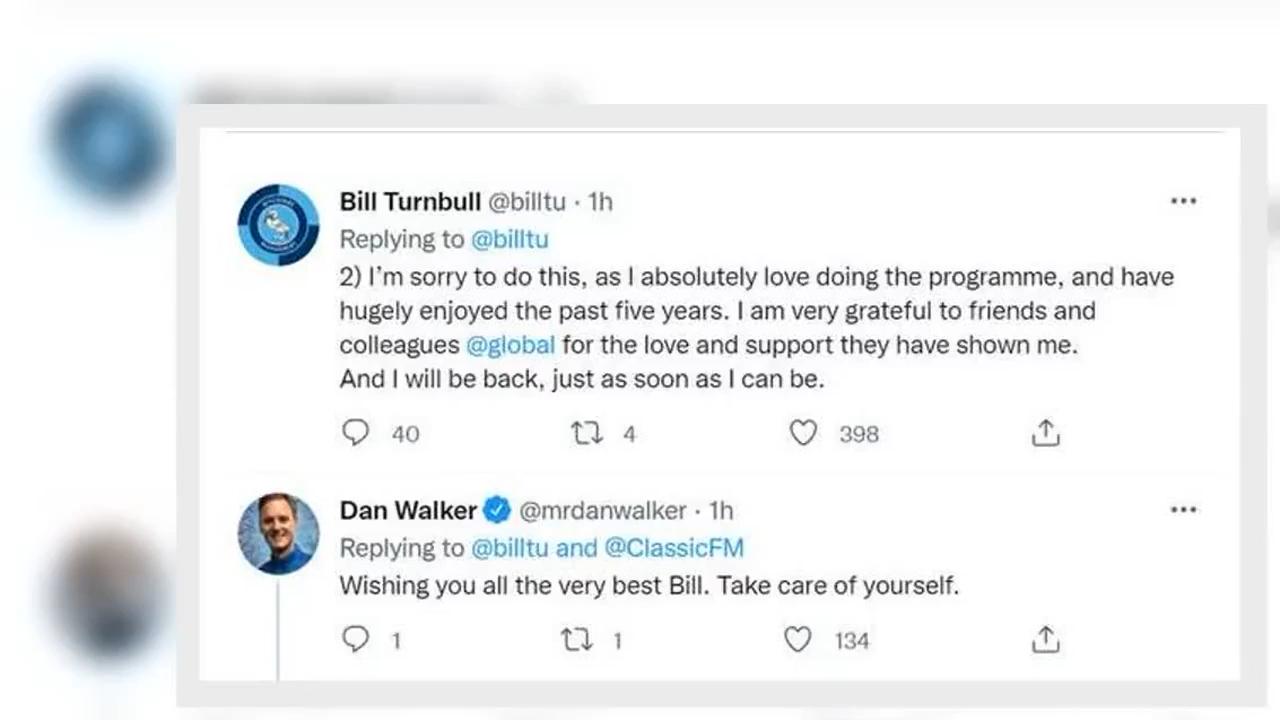 Bill Turnbull @billtu · 1h
Replying to @billtu
2) I’m sorry to do this, as I absolutely love doing the programme, and have
hugely enjoyed the past five years. I am very grateful to friends and
colleagues @global for the love and support they have shown me.
And I will be back, just as soon as I can be.
40 4 398
Dan Walker @mrdanwalker · 1h
Replying to @billtu and @ClassicFM
Wishing you all the very best Bill. Take care of yourself.
1 1 134